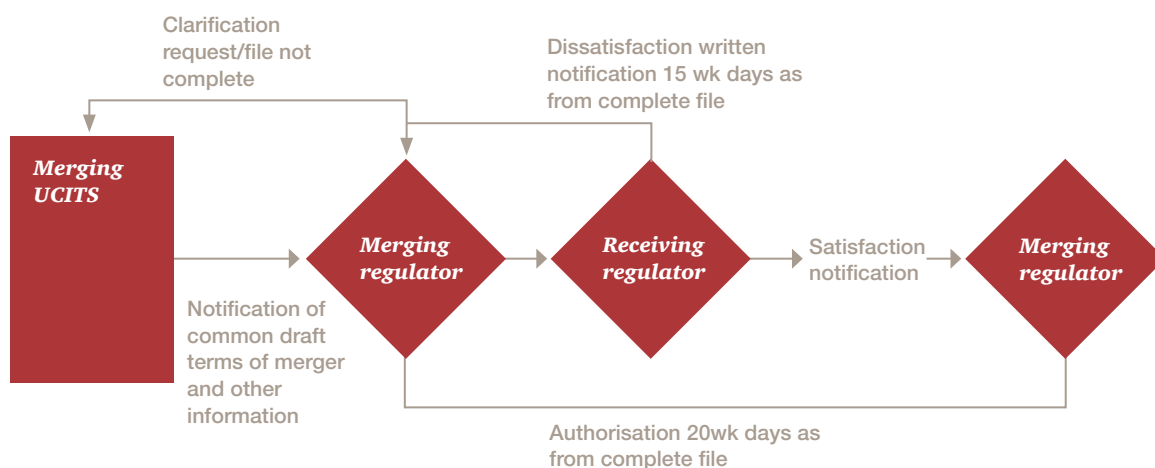 Clarification
request/file not
complete
Dissatisfaction written
notification 15 wk days as
from complete file
Merging
UCITS
Merging
regulator
Receiving
regulator
Satisfaction
notification
Merging
regulator
Notification of
common draft
terms of merger
and other
information
Authorisation 20wk days as
from complete file